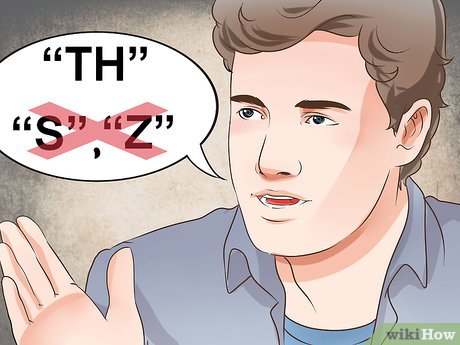 “TH”
“S”, “Z”
wikiHow